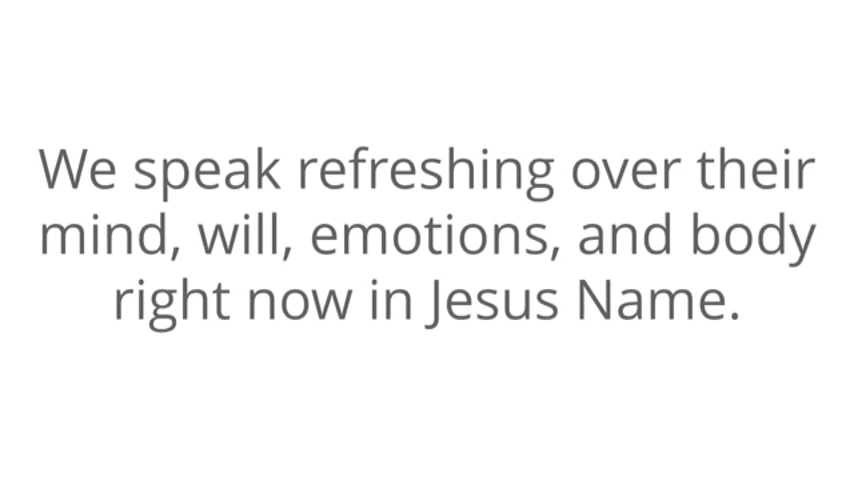 We speak refreshing over their
mind, will, emotions, and body
right now in Jesus Name.